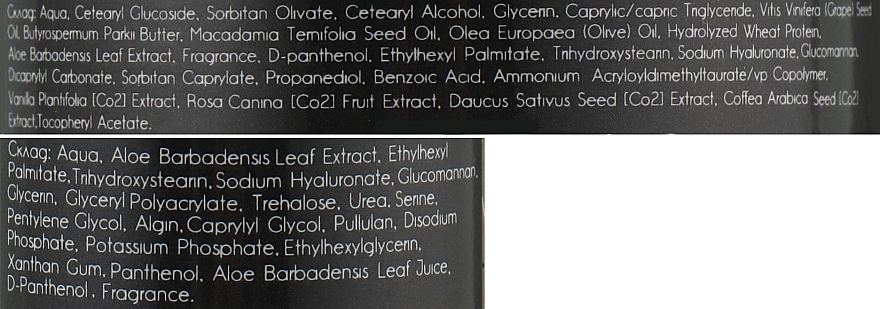 Склад: Aqua, Cetearyl Glucoside, Sorbitan Olivate, Cetearyl Alcohol, Glycerin, Caprylic/capric Triglycende, Vitis Vinifera (Grape) Seed
Oil, Butyrospermum Parkii Butter, Macadamia Temifolia Seed Oil, Olea Europaea (Olive) Oil, Hydrolyzed Wheat Protein,
Aloe Barbadensis Leaf Extract, Fragrance, D-panthenol, Ethylhexyl Palmitate, Trihydroxystearin, Sodium Hyaluronate, Glucomannan,
Dicaprylyl Carbonate, Sorbitan Caprylate, Propanediol, Benzoic Acid, Ammonium Acryloyldimethyltaurate/vp Copolymer,
Vanilla Planhfolia [Co2] Extract, Rosa Canina [Co2] Fruit Extract, Daucus Sativus Seed [Co2] Extract, Coffea Arabica Seed [Co2]
Extract,Tocopheryl Acetate.
Склад: Aqua, Aloe Barbadensis Leaf Extract, Ethylhexyl
Palmitate,Trihydroxystearin, Sodium Hyaluronate, Glucomannan,
Glycerin, Glyceryl Polyacrylate, Trehalose, Urea, Serine,
Pentylene Glycol, Algin, Caprylyl Glycol, Pullulan, Disodium
Phosphate, Potassium Phosphate, Ethylhexylglycerin,
Xanthan Gum, Panthenol, Aloe Barbadensis Leaf Juice,
D-Panthenol, Fragrance.